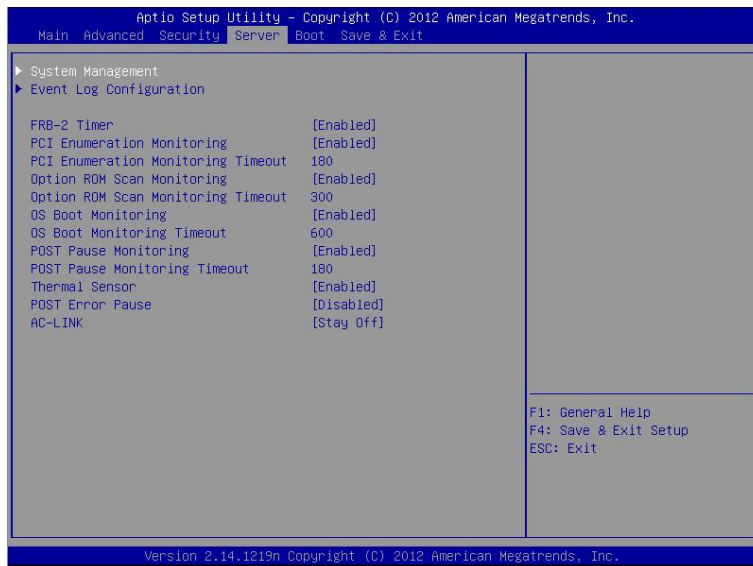 Aptio Setup Utility – Copyright (C) 2012 American Megatrends, Inc.
Main Advanced Security Server Boot Save & Exit
System Management
Event Log Configuration
FRB-2 Timer [Enabled]
PCI Enumeration Monitoring [Enabled]
PCI Enumeration Monitoring Timeout 180
Option ROM Scan Monitoring [Enabled]
Option ROM Scan Monitoring Timeout 300
OS Boot Monitoring [Enabled]
OS Boot Monitoring Timeout 600
POST Pause Monitoring [Enabled]
POST Pause Monitoring Timeout 180
Thermal Sensor [Enabled]
POST Error Pause [Disabled]
AC-LINK [Stay Off]
F1: General Help
F4: Save & Exit Setup
ESC: Exit
Version 2.14.1219n Copyright (C) 2012 American Megatrends, Inc.